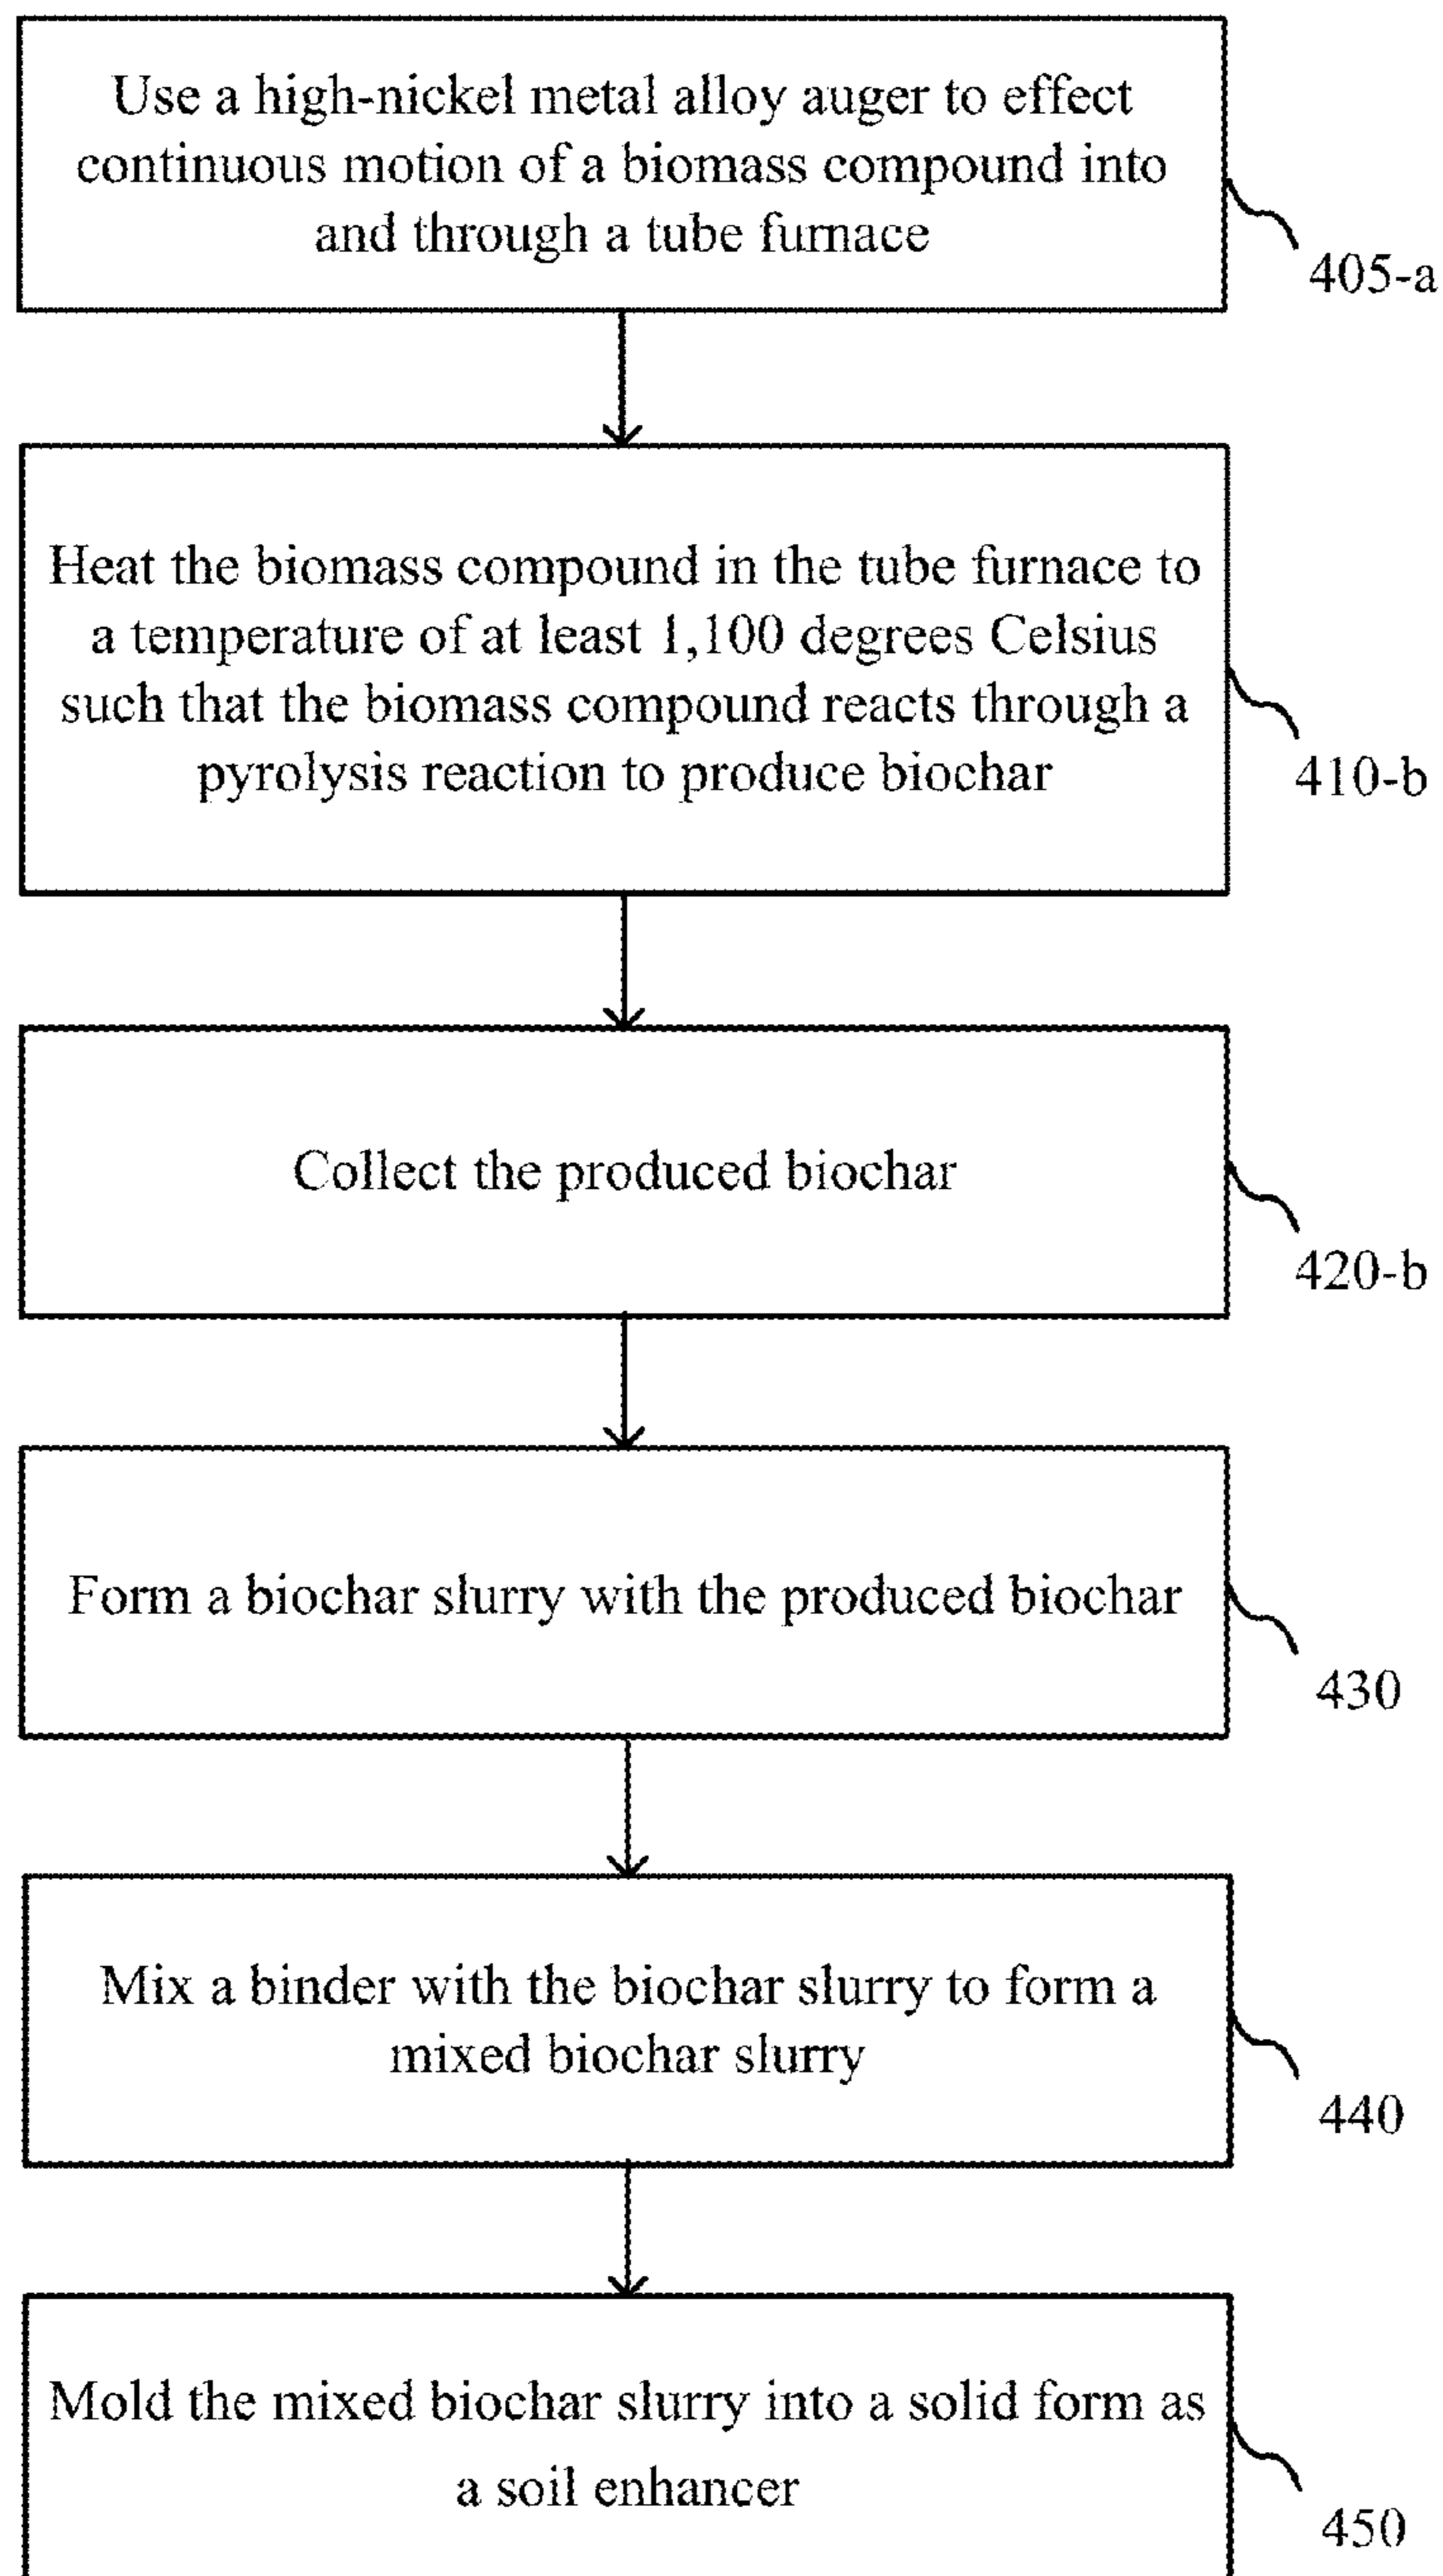 Use a high-nickel metal alloy auger to effect
continuous motion of a biomass compound into
and through a tube furnace
405-a
Heat the biomass compound in the tube furnace to
a temperature of at least 1,100 degrees Celsius
such that the biomass compound reacts through a
pyrolysis reaction to produce biochar
410-b
Collect the produced biochar
420-b
Form a biochar slurry with the produced biochar
430
Mix a binder with the biochar slurry to form a
mixed biochar slurry
440
Mold the mixed biochar slurry into a solid form as
a soil enhancer
450